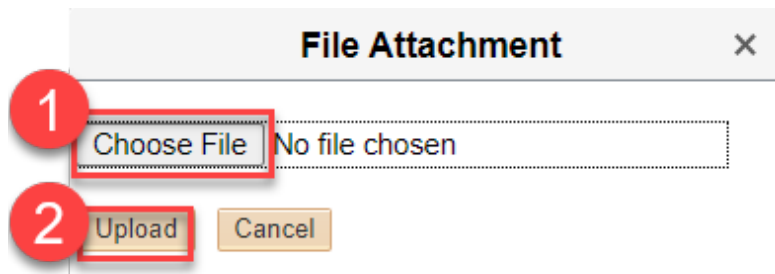 File Attachment ×
1
Choose File No file chosen
2 Upload Cancel